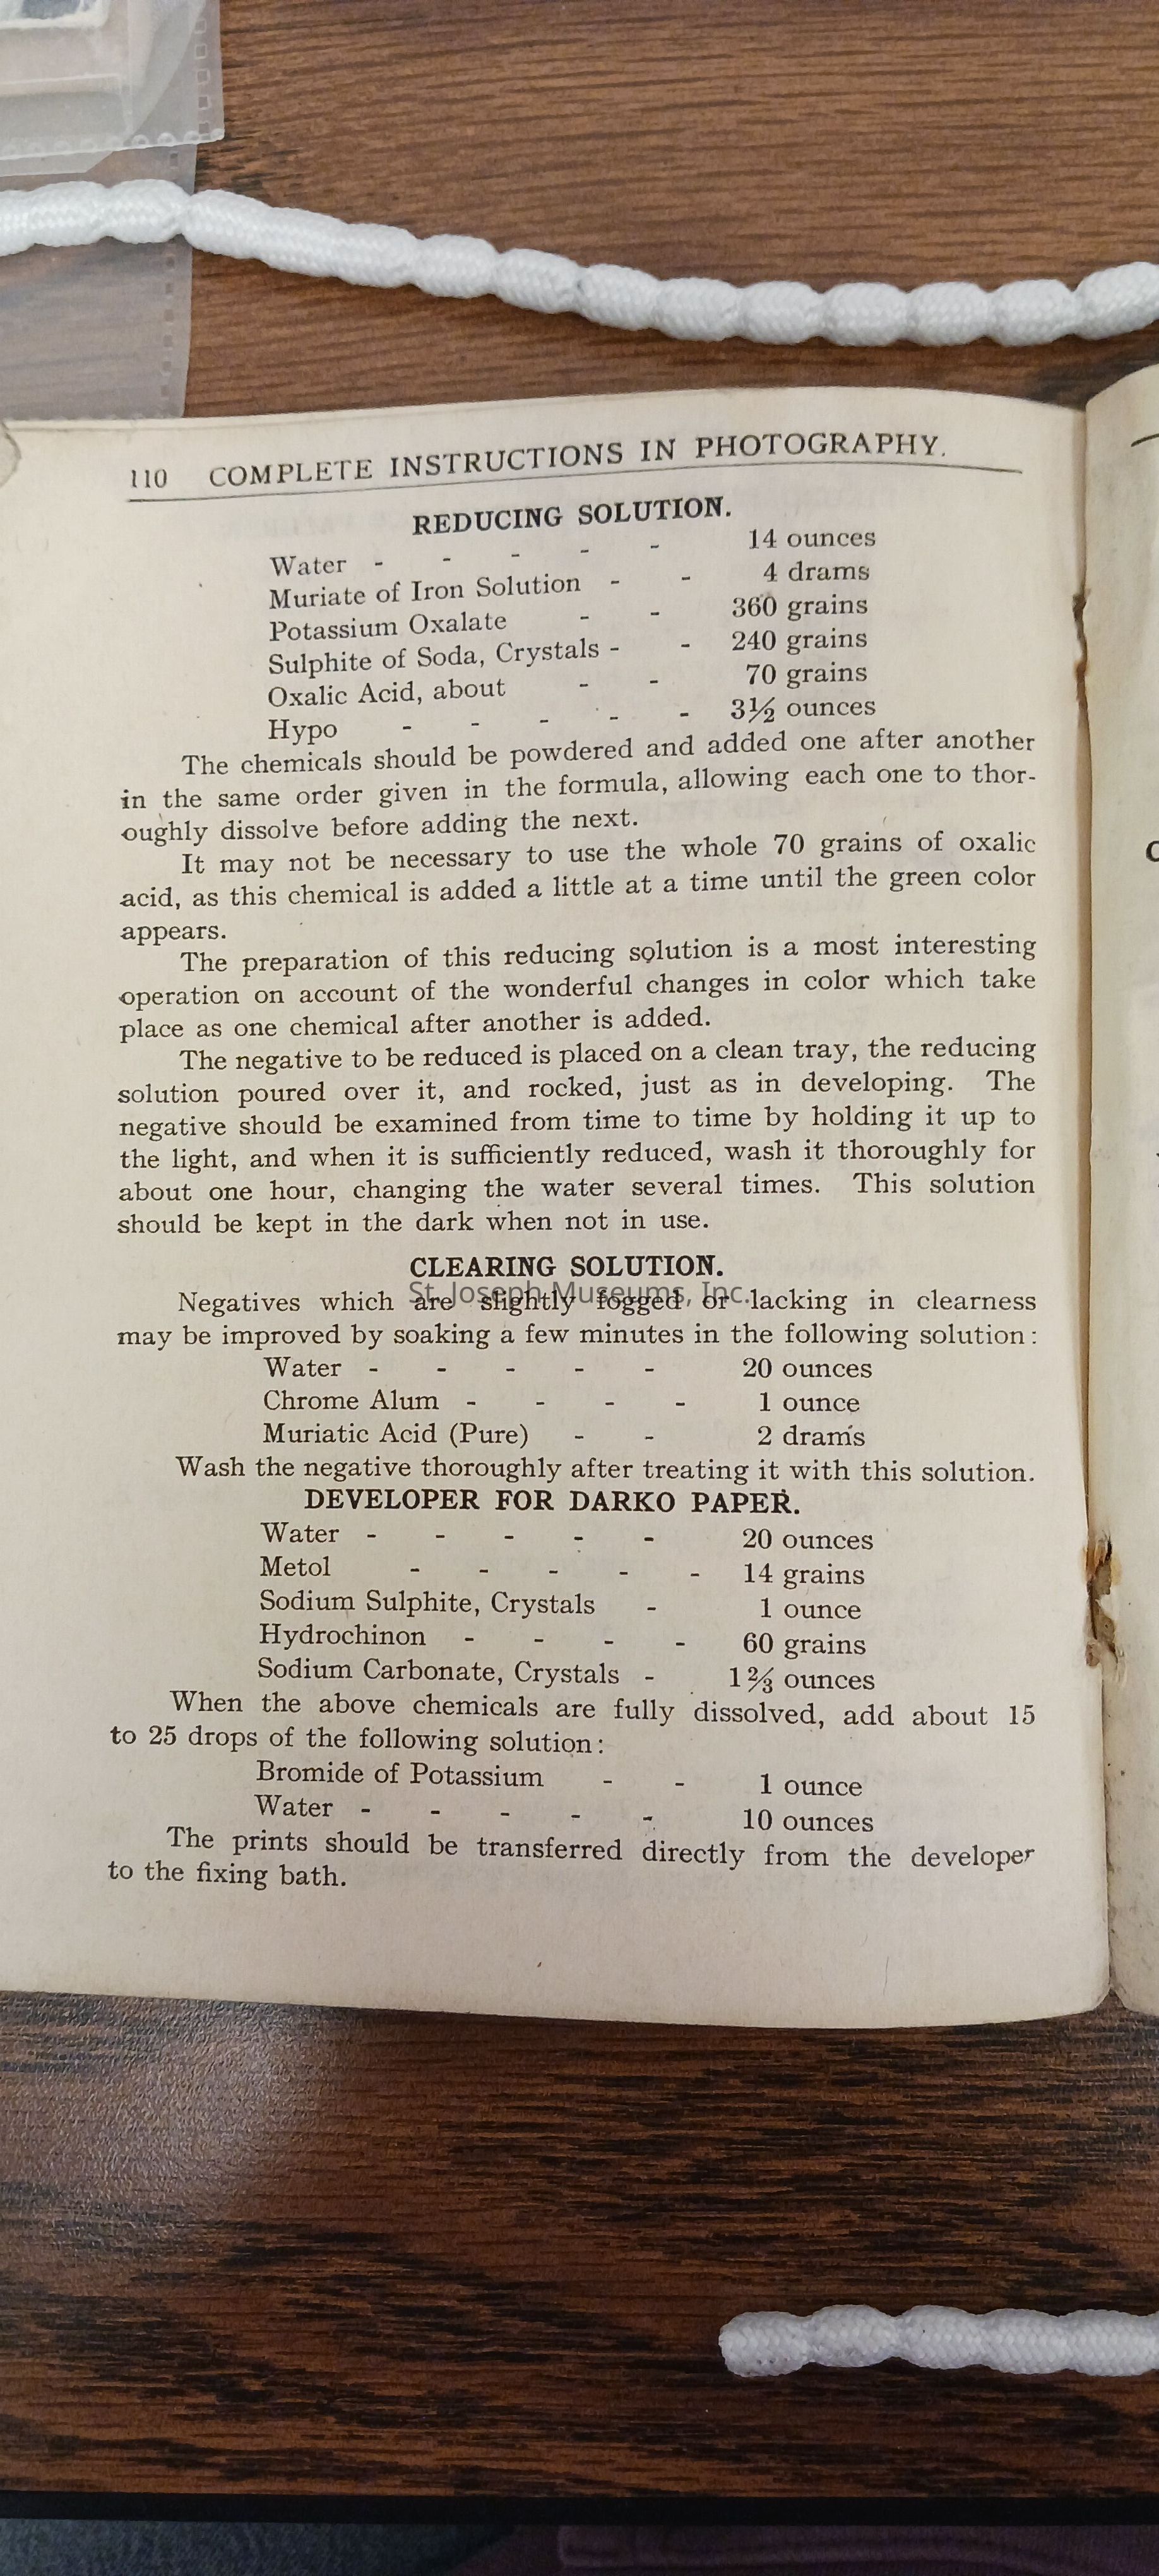 110 COMPLETE INSTRUCTIONS IN PHOTOGRAPHY.
REDUCING SOLUTION.
Water - - - - - 14 ounces
Muriate of Iron Solution - - 4 drams
Potassium Oxalate - - 360 grains
Sulphite of Soda, Crystals - - 240 grains
Oxalic Acid, about - - 70 grains
Hypo - - - - - 3½ ounces
The chemicals should be powdered and added one after another
in the same order given in the formula, allowing each one to thor-
oughly dissolve before adding the next.
It may not be necessary to use the whole 70 grains of oxalic
acid, as this chemical is added a little at a time until the green color
appears.
The preparation of this reducing solution is a most interesting
operation on account of the wonderful changes in color which take
place as one chemical after another is added.
The negative to be reduced is placed on a clean tray, the reducing
solution poured over it, and rocked, just as in developing. The
negative should be examined from time to time by holding it up to
the light, and when it is sufficiently reduced, wash it thoroughly for
about one hour, changing the water several times. This solution
should be kept in the dark when not in use.
CLEARING SOLUTION.
St. Joseph Museums, Inc.
Negatives which are slightly fogged or lacking in clearness
may be improved by soaking a few minutes in the following solution:
Water - - - - - 20 ounces
Chrome Alum - - - - 1 ounce
Muriatic Acid (Pure) - - 2 drams
Wash the negative thoroughly after treating it with this solution.
DEVELOPER FOR DARKO PAPER.
Water - - - - - 20 ounces
Metol - - - - - 14 grains
Sodium Sulphite, Crystals - 1 ounce
Hydrochinon - - - - 60 grains
Sodium Carbonate, Crystals - 1⅔ ounces
When the above chemicals are fully dissolved, add about 15
to 25 drops of the following solution:
Bromide of Potassium - - 1 ounce
Water - - - - - 10 ounces
The prints should be transferred directly from the developer
to the fixing bath.